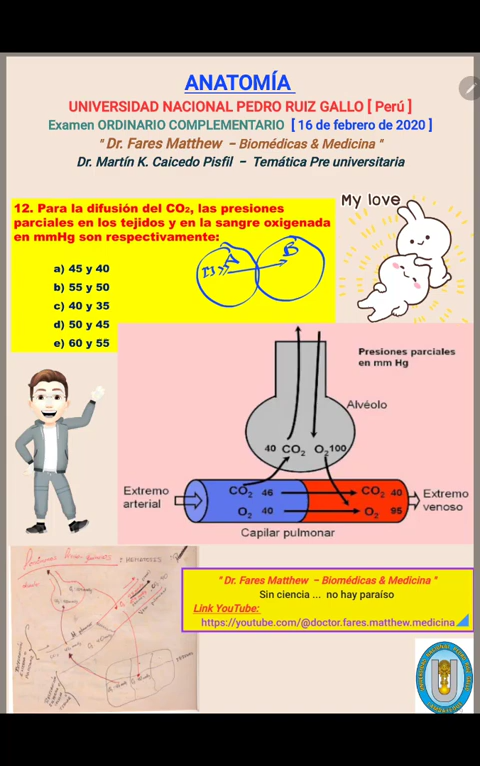 ANATOMÍA
UNIVERSIDAD NACIONAL PEDRO RUIZ GALLO [ Perú ]
Examen ORDINARIO COMPLEMENTARIO [ 16 de febrero de 2020 ]
" Dr. Fares Matthew – Biomédicas & Medicina "
Dr. Martín K. Caicedo Pisfil – Temática Pre universitaria
12. Para la difusión del CO₂, las presiones
parciales en los tejidos y en la sangre oxigenada
en mmHg son respectivamente:
a) 45 y 40
b) 55 y 50
c) 40 y 35
d) 50 y 45
e) 60 y 55
A
B
My love
Presiones parciales
en mm Hg
Alvéolo
40 CO₂ O₂ 100
Extremo
arterial
CO₂ 46
O₂ 40
CO₂ 40
O₂ 95
Extremo
venoso
Capilar pulmonar
" Dr. Fares Matthew – Biomédicas & Medicina "
Sin ciencia ... no hay paraíso
Link YouTube:
https://youtube.com/@doctor.fares.matthew.medicina